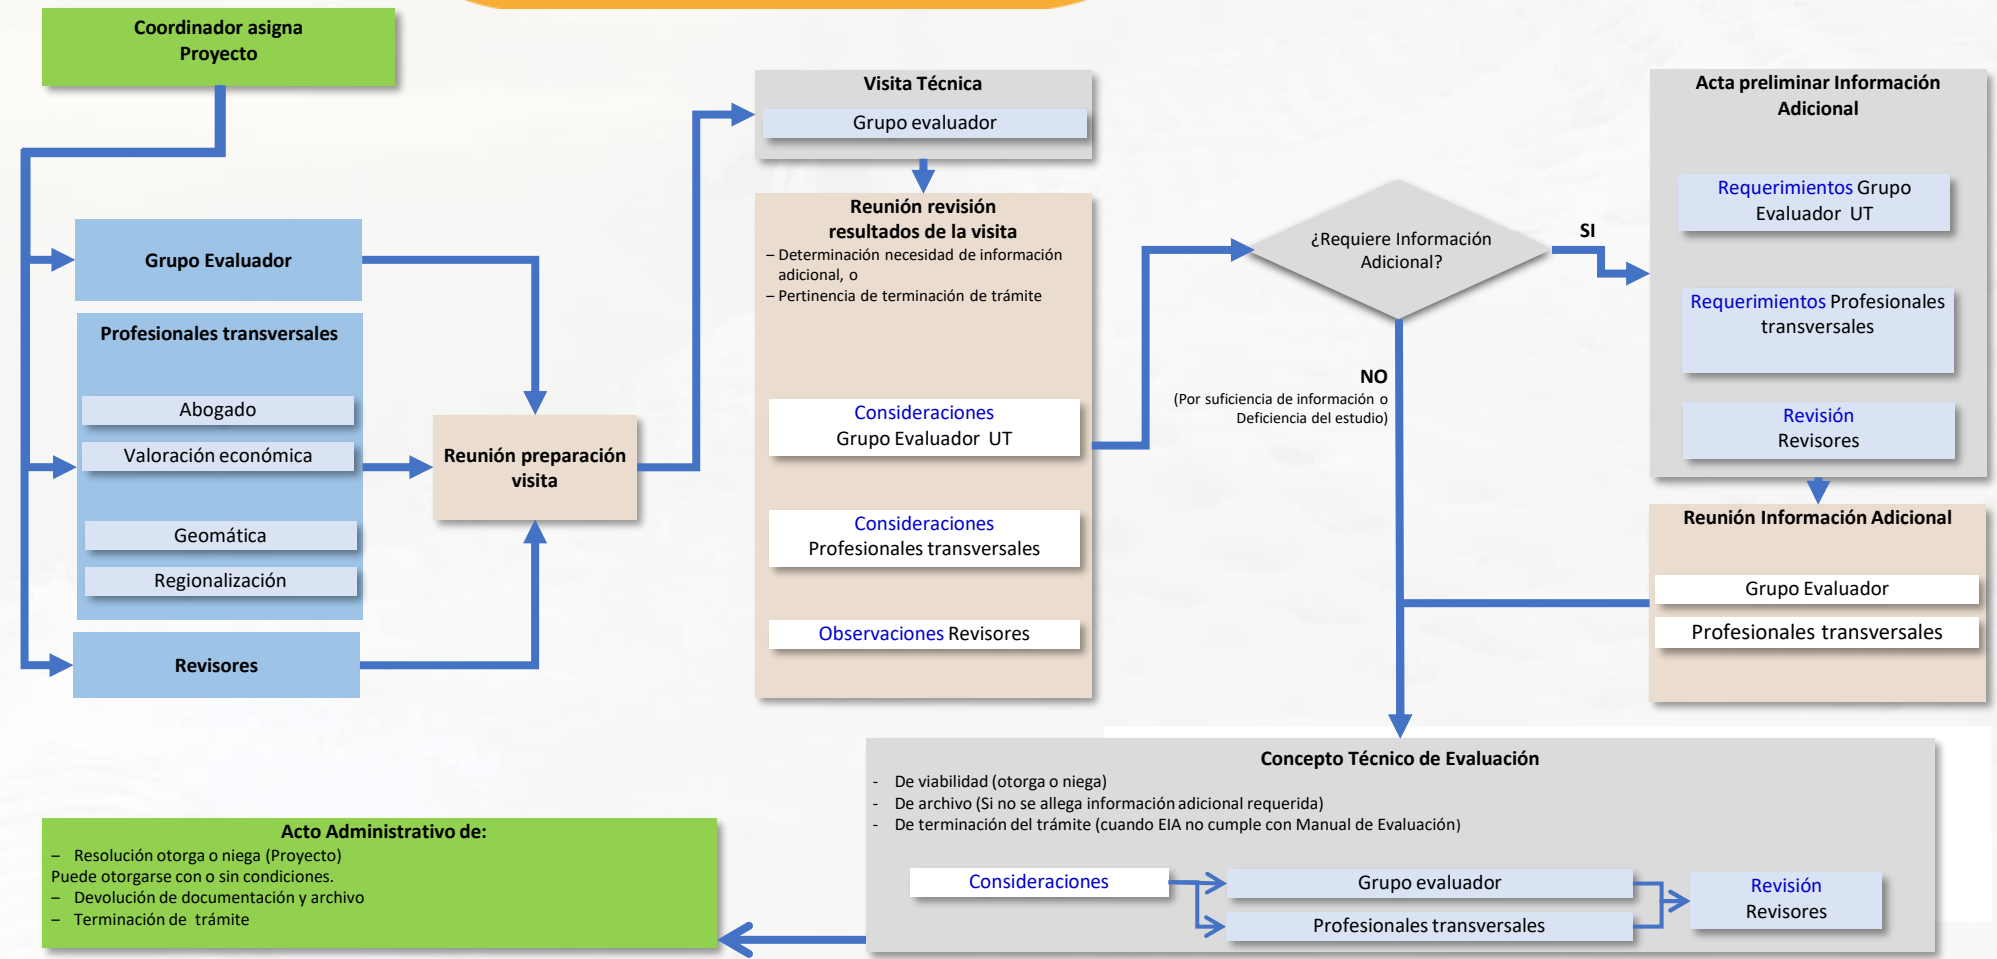 Coordinador asigna
Proyecto
Grupo Evaluador
Profesionales transversales
Abogado
Valoración económica
Geomática
Regionalización
Revisores
Reunión preparación
visita
Visita Técnica
Grupo evaluador
Reunión revisión
resultados de la visita
– Determinación necesidad de información
adicional, o
– Pertinencia de terminación de trámite
Consideraciones
Grupo Evaluador UT
Consideraciones
Profesionales transversales
Observaciones Revisores
¿Requiere Información
Adicional?
SI
NO
(Por suficiencia de información o
Deficiencia del estudio)
Acta preliminar Información
Adicional
Requerimientos Grupo
Evaluador UT
Requerimientos Profesionales
transversales
Revisión
Revisores
Reunión Información Adicional
Grupo Evaluador
Profesionales transversales
Concepto Técnico de Evaluación
- De viabilidad (otorga o niega)
- De archivo (Si no se allega información adicional requerida)
- De terminación del trámite (cuando EIA no cumple con Manual de Evaluación)
Consideraciones
Grupo evaluador
Profesionales transversales
Revisión
Revisores
Acto Administrativo de:
– Resolución otorga o niega (Proyecto)
Puede otorgarse con o sin condiciones.
– Devolución de documentación y archivo
– Terminación de trámite